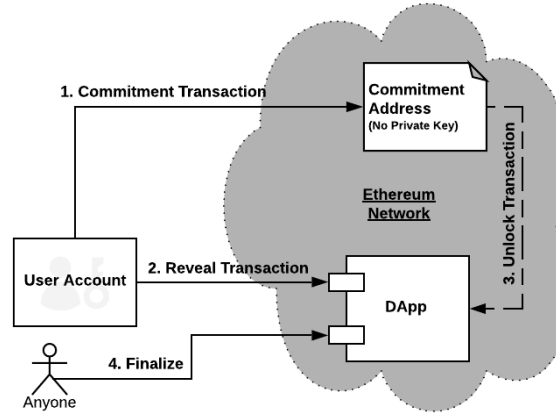 1. Commitment Transaction
Commitment
Address
(No Private Key)
Ethereum
Network
3. Unlock Transaction
User Account
2. Reveal Transaction
DApp
4. Finalize
Anyone